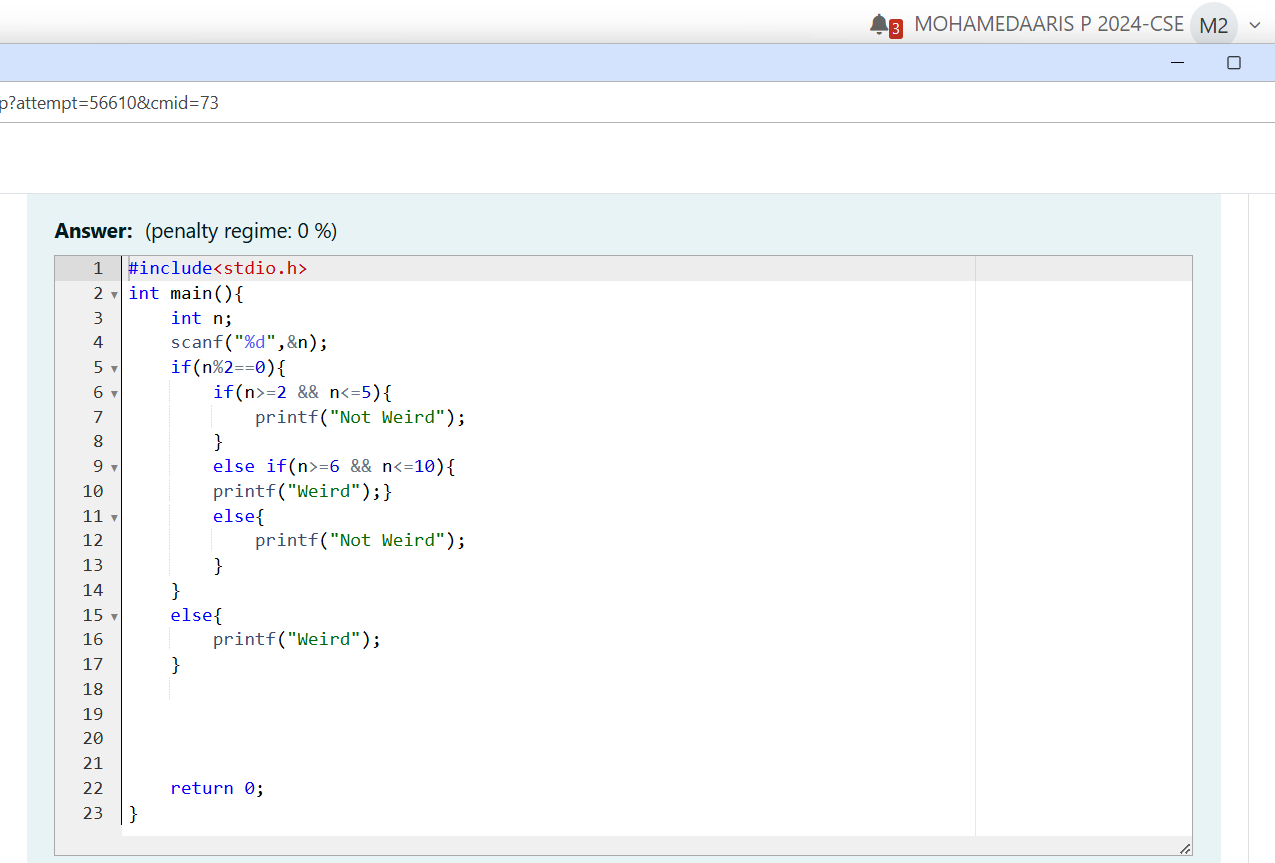 3 MOHAMEDAARIS P 2024-CSE M2
p?attempt=56610&cmid=73
Answer: (penalty regime: 0 %)
1 #include<stdio.h>
2 int main(){
3     int n;
4     scanf("%d",&n);
5     if(n%2==0){
6         if(n>=2 && n<=5){
7             printf("Not Weird");
8         }
9         else if(n>=6 && n<=10){
10         printf("Weird");}
11         else{
12             printf("Not Weird");
13         }
14     }
15     else{
16         printf("Weird");
17     }
18
19
20
21
22     return 0;
23 }